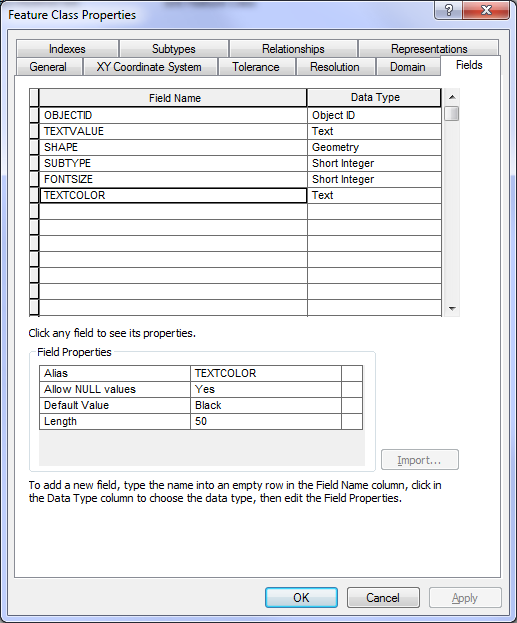 Feature Class Properties
?
Indexes Subtypes Relationships Representations
General XY Coordinate System Tolerance Resolution Domain Fields
Field Name Data Type
OBJECTID Object ID
TEXTVALUE Text
SHAPE Geometry
SUBTYPE Short Integer
FONTSIZE Short Integer
TEXTCOLOR Text
Click any field to see its properties.
Field Properties
Alias TEXTCOLOR
Allow NULL values Yes
Default Value Black
Length 50
Import...
To add a new field, type the name into an empty row in the Field Name column, click in
the Data Type column to choose the data type, then edit the Field Properties.
OK Cancel Apply